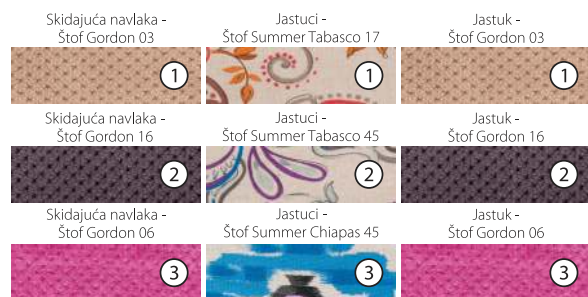 Skidajuća navlaka -
Štof Gordon 03
1
Jastuci -
Štof Summer Tabasco 17
1
Jastuk -
Štof Gordon 03
1
Skidajuća navlaka -
Štof Gordon 16
2
Jastuci -
Štof Summer Tabasco 45
2
Jastuk -
Štof Gordon 16
2
Skidajuća navlaka -
Štof Gordon 06
3
Jastuci -
Štof Summer Chiapas 45
3
Jastuk -
Štof Gordon 06
3